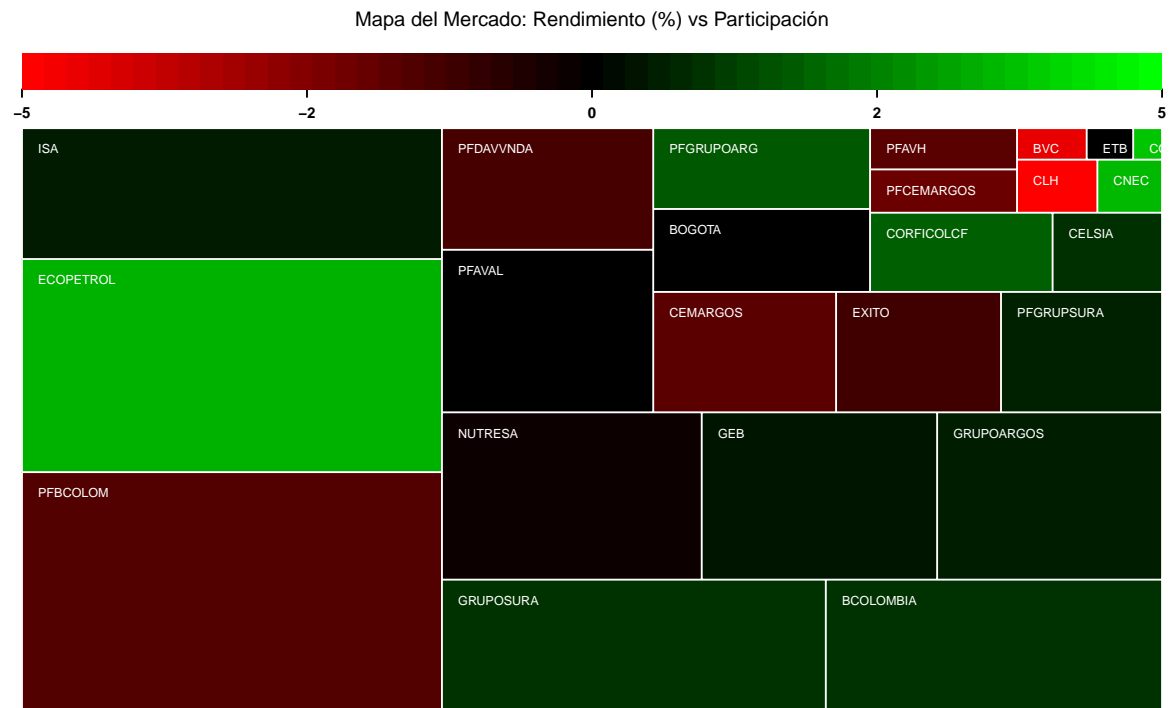 Mapa del Mercado: Rendimiento (%) vs Participación
−5 −2 0 2 5
ISA
PFDAVVNDA
PFGRUPOARG
PFAVH
BVC
ETB
PFCEMARGOS
CLH
CNEC
BOGOTA
CORFICOLCF
CELSIA
ECOPETROL
PFAVAL
CEMARGOS
EXITO
PFGRUPSURA
NUTRESA
GEB
GRUPOARGOS
PFBCOLOM
GRUPOSURA
BCOLOMBIA